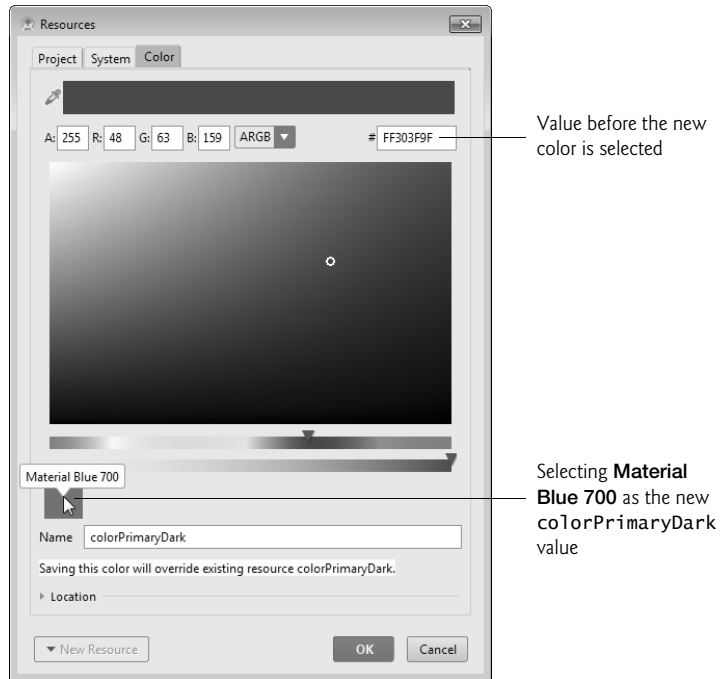 Resources
Project System Color
A: 255 R: 48 G: 63 B: 159 ARGB # FF303F9F
Value before the new
color is selected
Material Blue 700
Selecting Material
Blue 700 as the new
colorPrimaryDark
value
Name colorPrimaryDark
Saving this color will override existing resource colorPrimaryDark.
Location
New Resource OK Cancel